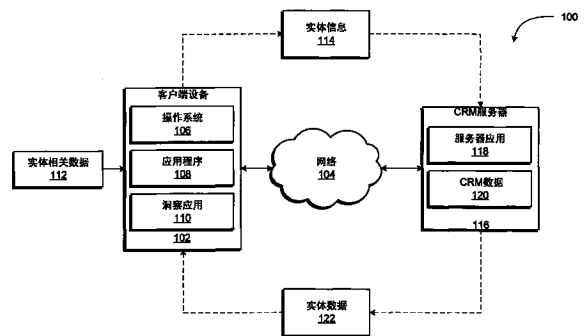 100
实体信息
114
客户端设备
操作系统
106
应用程序
108
洞察应用
110
102
实体相关数据
112
网络
104
CRM服务器
服务器应用
118
CRM数据
120
116
实体数据
122